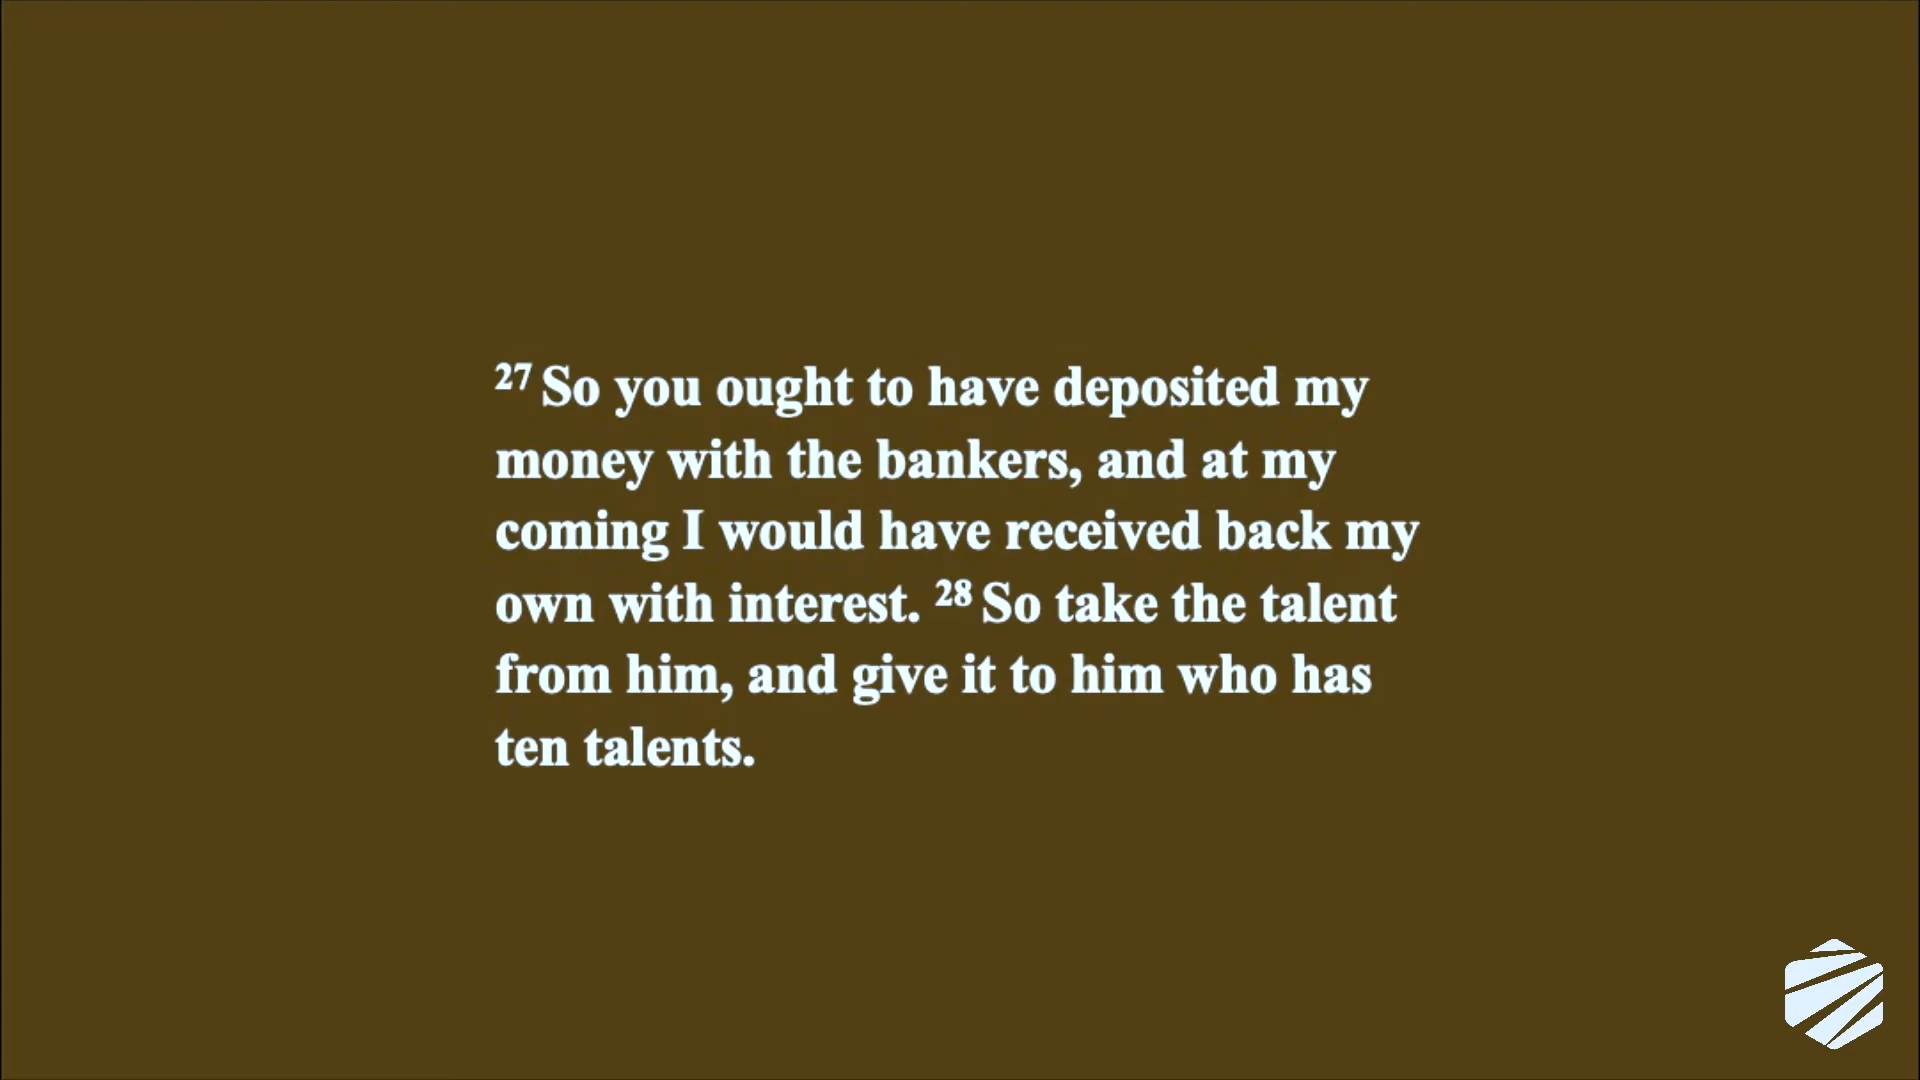 27 So you ought to have deposited my
money with the bankers, and at my
coming I would have received back my
own with interest. 28 So take the talent
from him, and give it to him who has
ten talents.